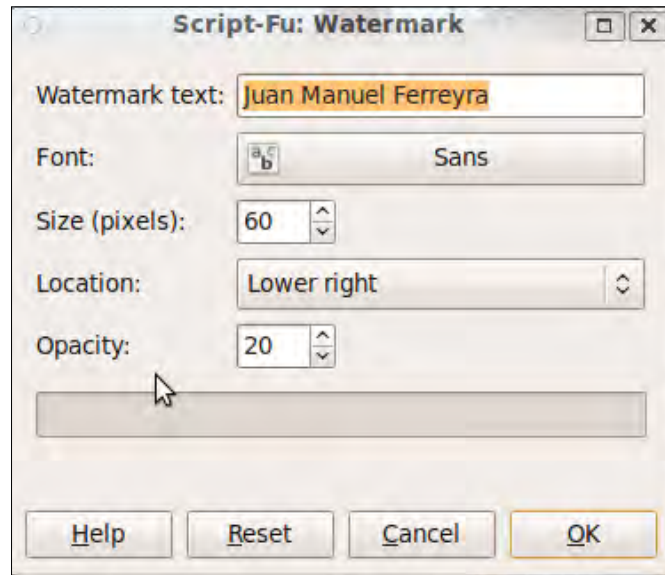 Script-Fu: Watermark
Watermark text: Juan Manuel Ferreyra
Font: abc Sans
Size (pixels): 60
Location: Lower right
Opacity: 20
Help Reset Cancel OK